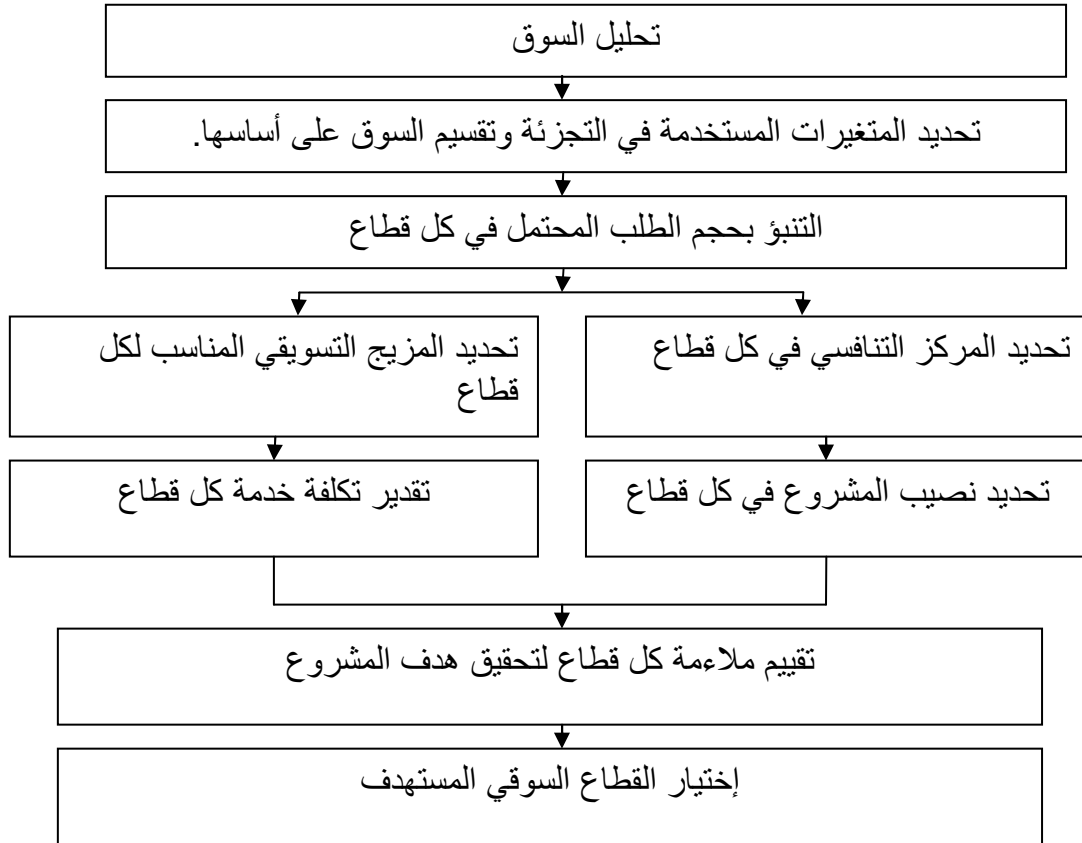 تحليل السوق
تحديد المتغيرات المستخدمة في التجزئة وتقسيم السوق على أساسها.
التنبؤ بحجم الطلب المحتمل في كل قطاع
تحديد المركز التنافسي في كل قطاع
تحديد المزيج التسويقي المناسب لكل
قطاع
تحديد نصيب المشروع في كل قطاع
تقدير تكلفة خدمة كل قطاع
تقييم ملاءمة كل قطاع لتحقيق هدف المشروع
إختيار القطاع السوقي المستهدف